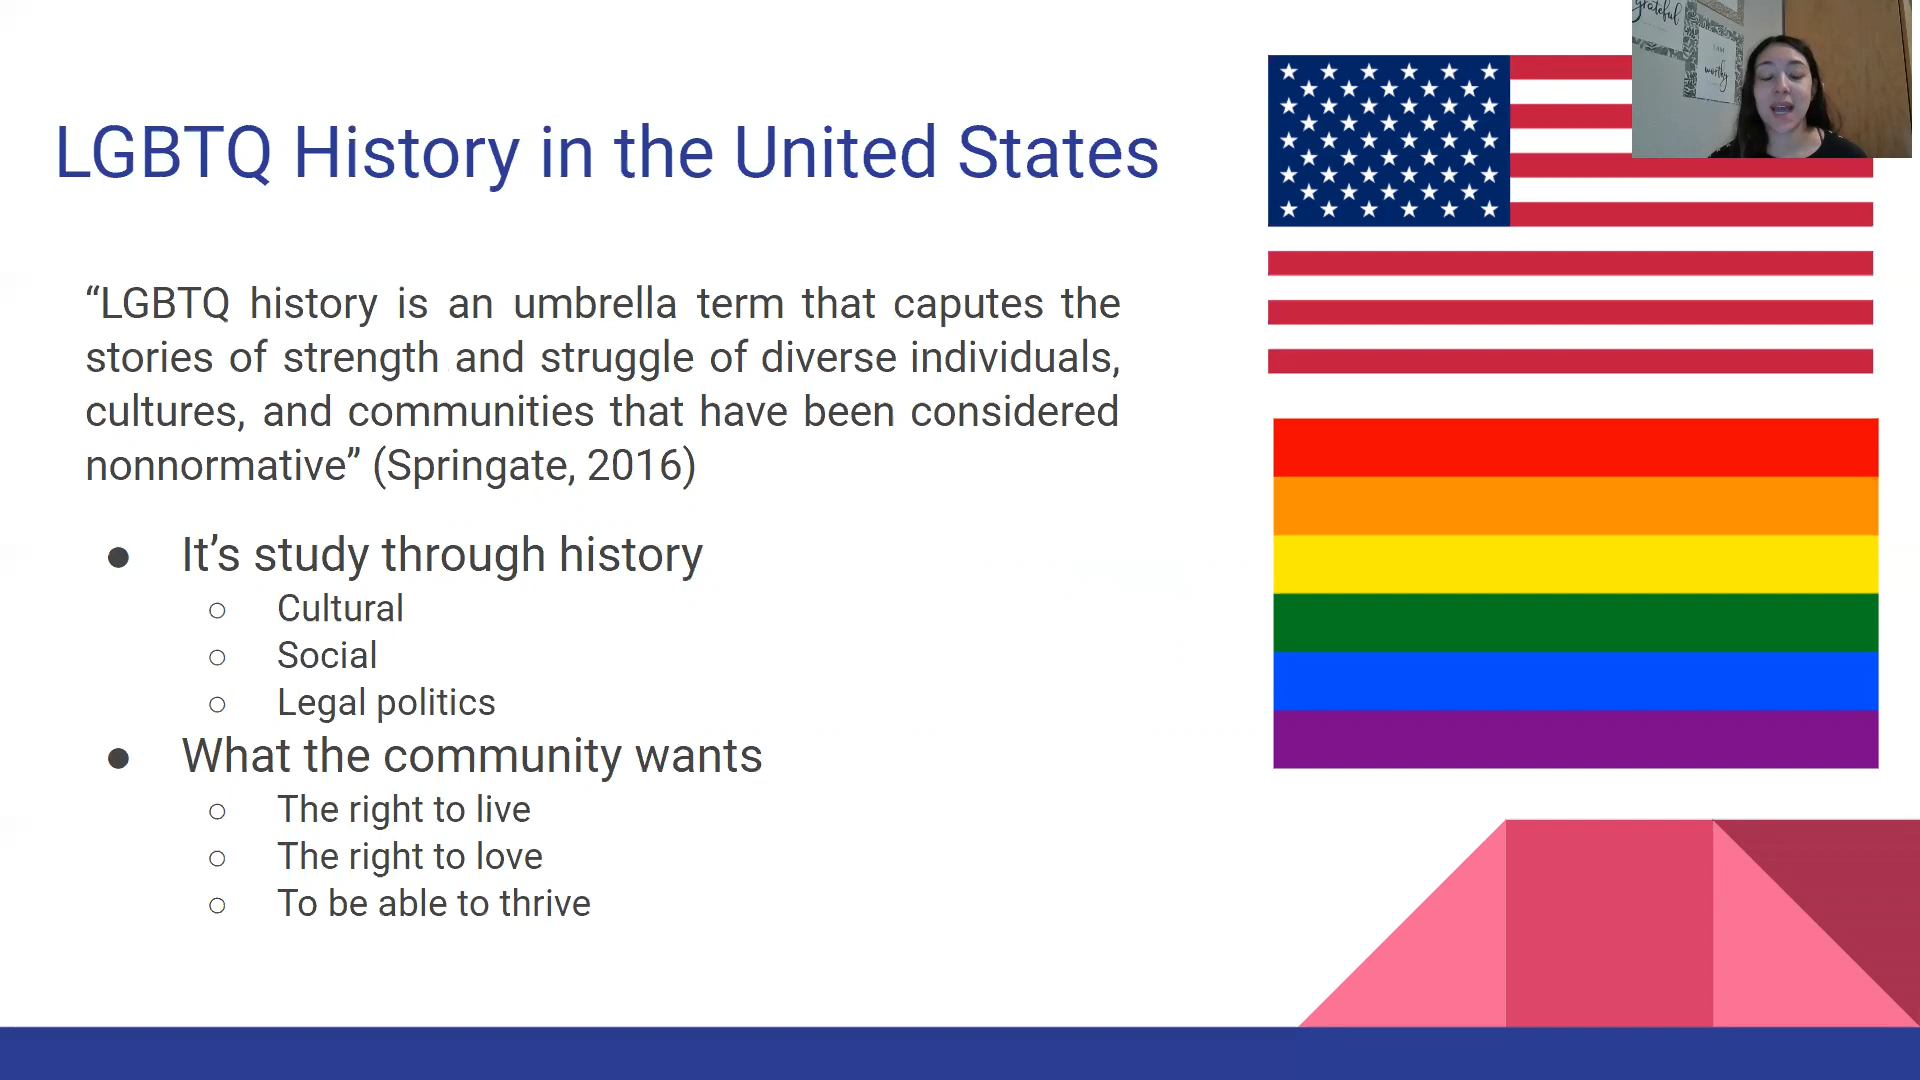 LGBTQ History in the United States
“LGBTQ history is an umbrella term that caputes the
stories of strength and struggle of diverse individuals,
cultures, and communities that have been considered
nonnormative” (Springate, 2016)
● It’s study through history
○ Cultural
○ Social
○ Legal politics
● What the community wants
○ The right to live
○ The right to love
○ To be able to thrive
grateful
worthy